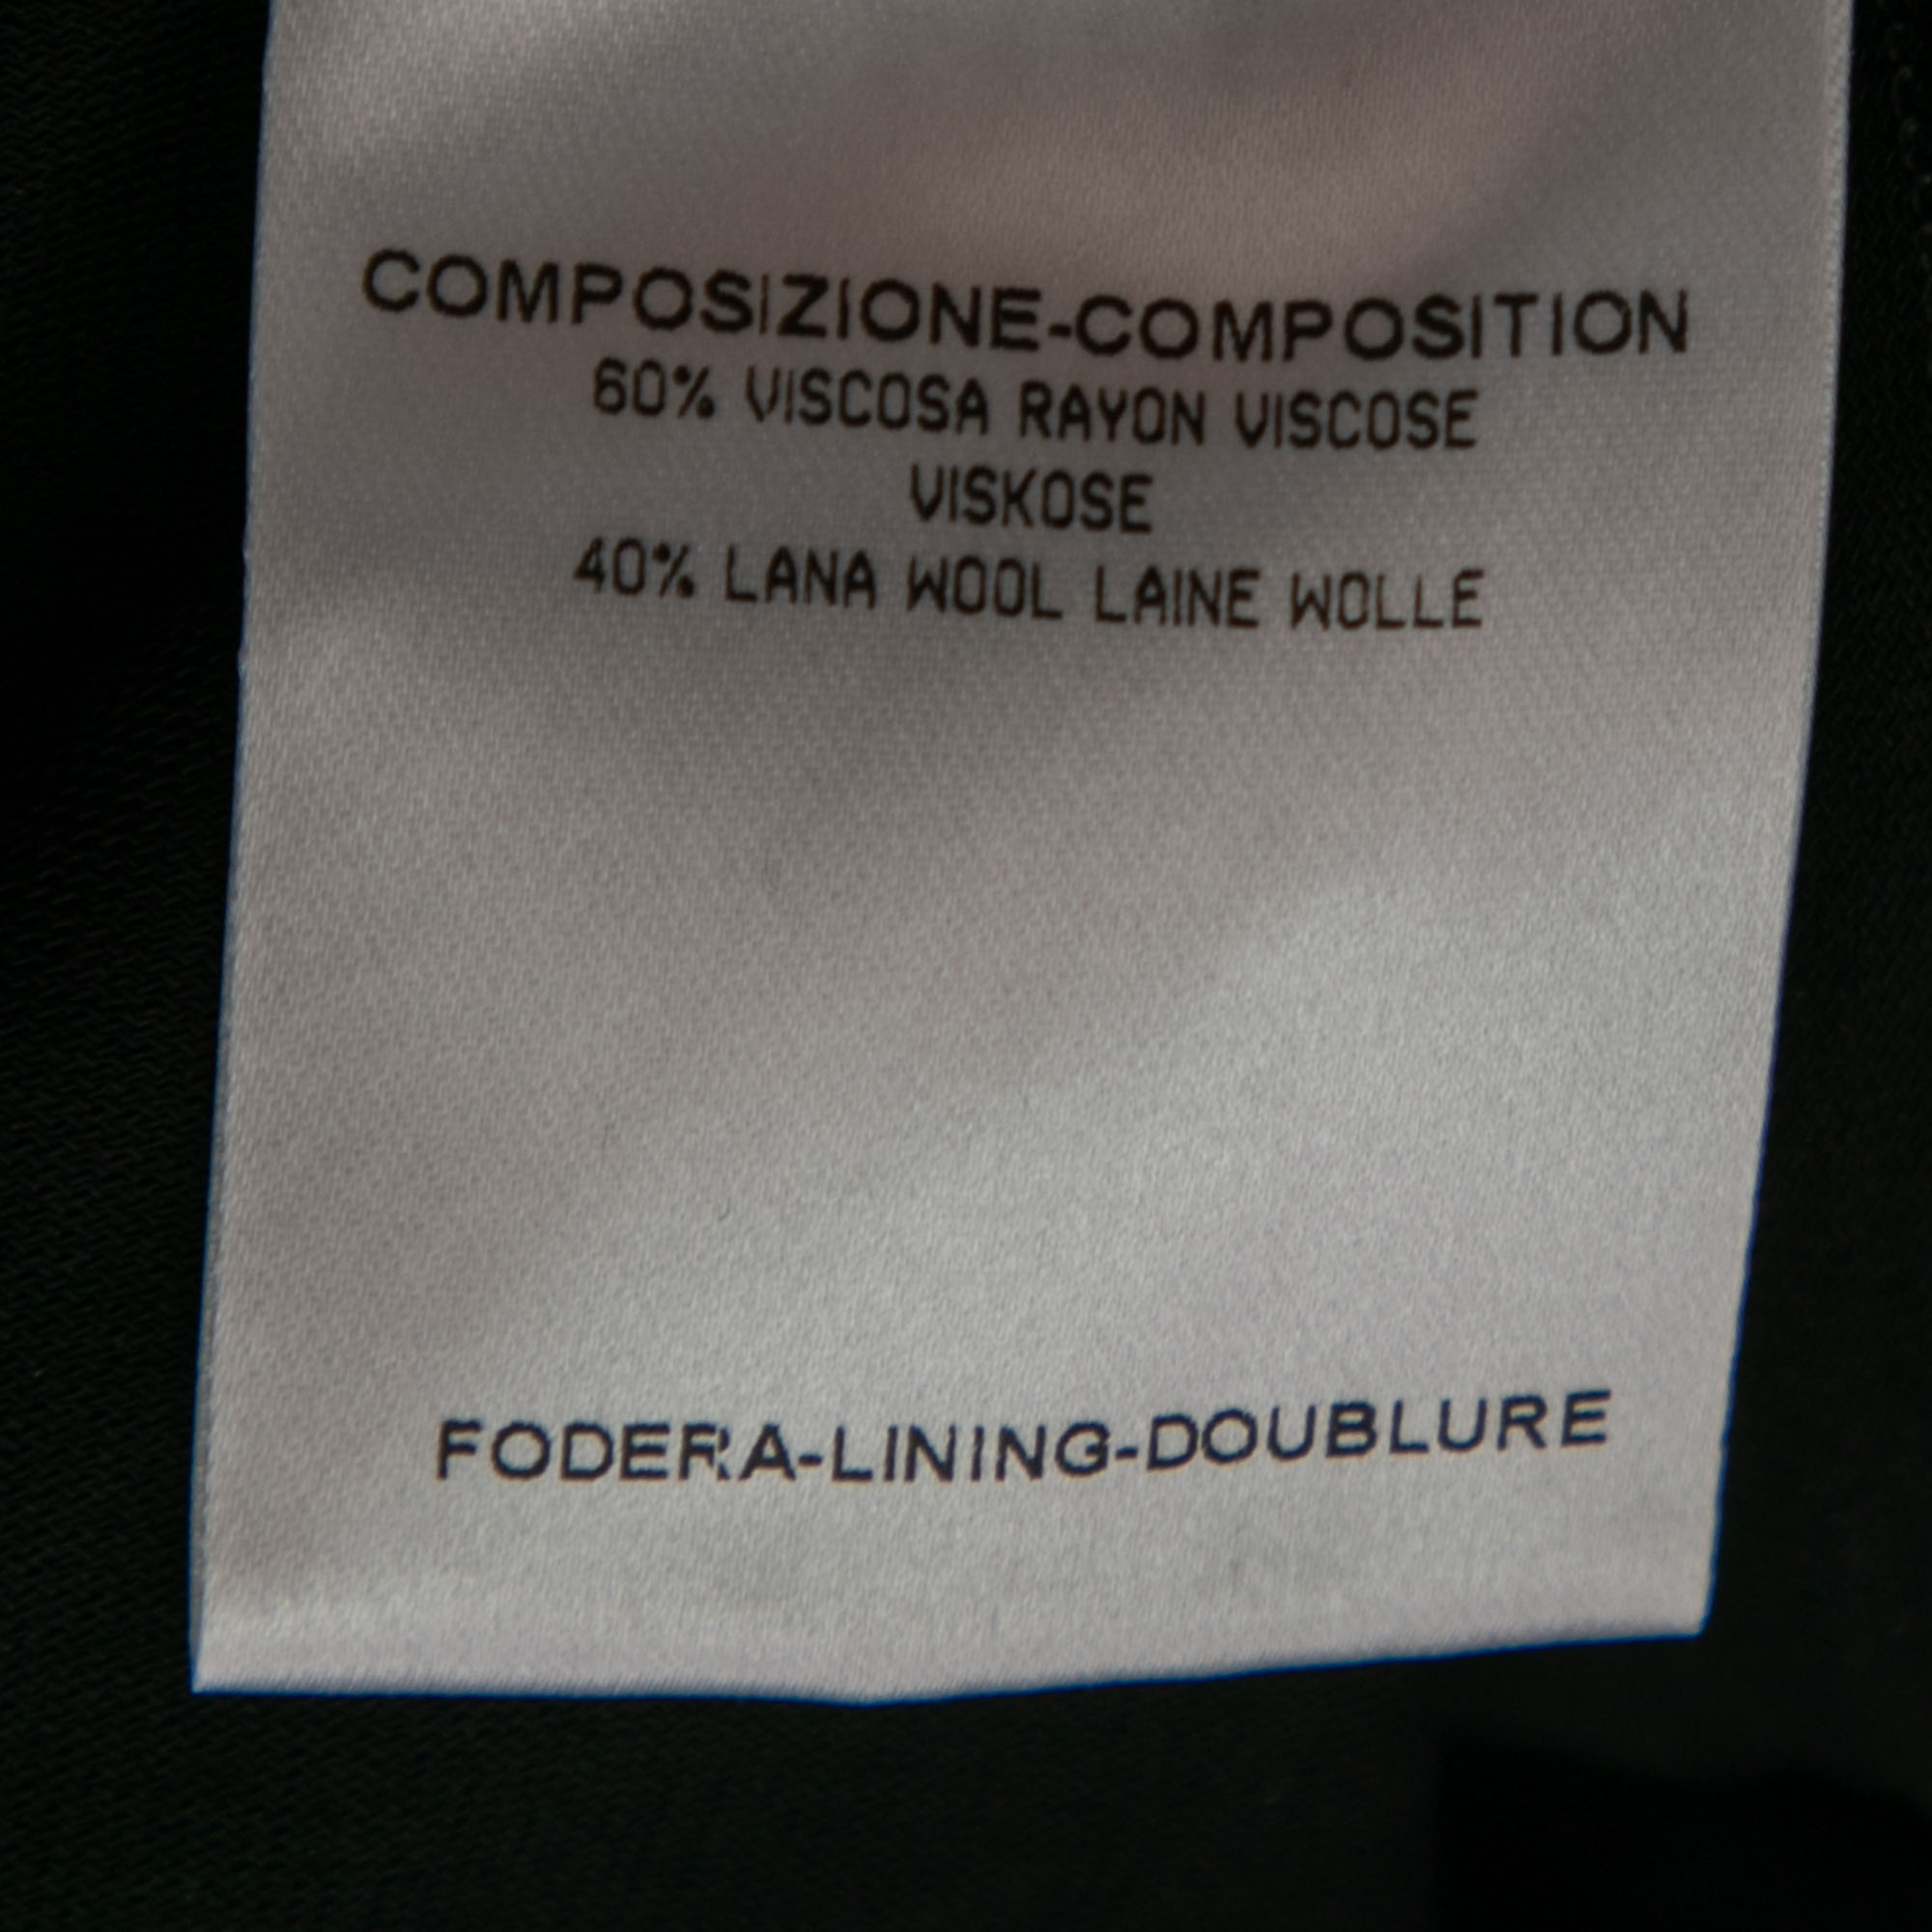 COMPOSIZIONE-COMPOSITION
60% VISCOSA RAYON VISCOSE
VISKOSE
40% LANA WOOL LAINE WOLLE
FODERA-LINING-DOUBLURE